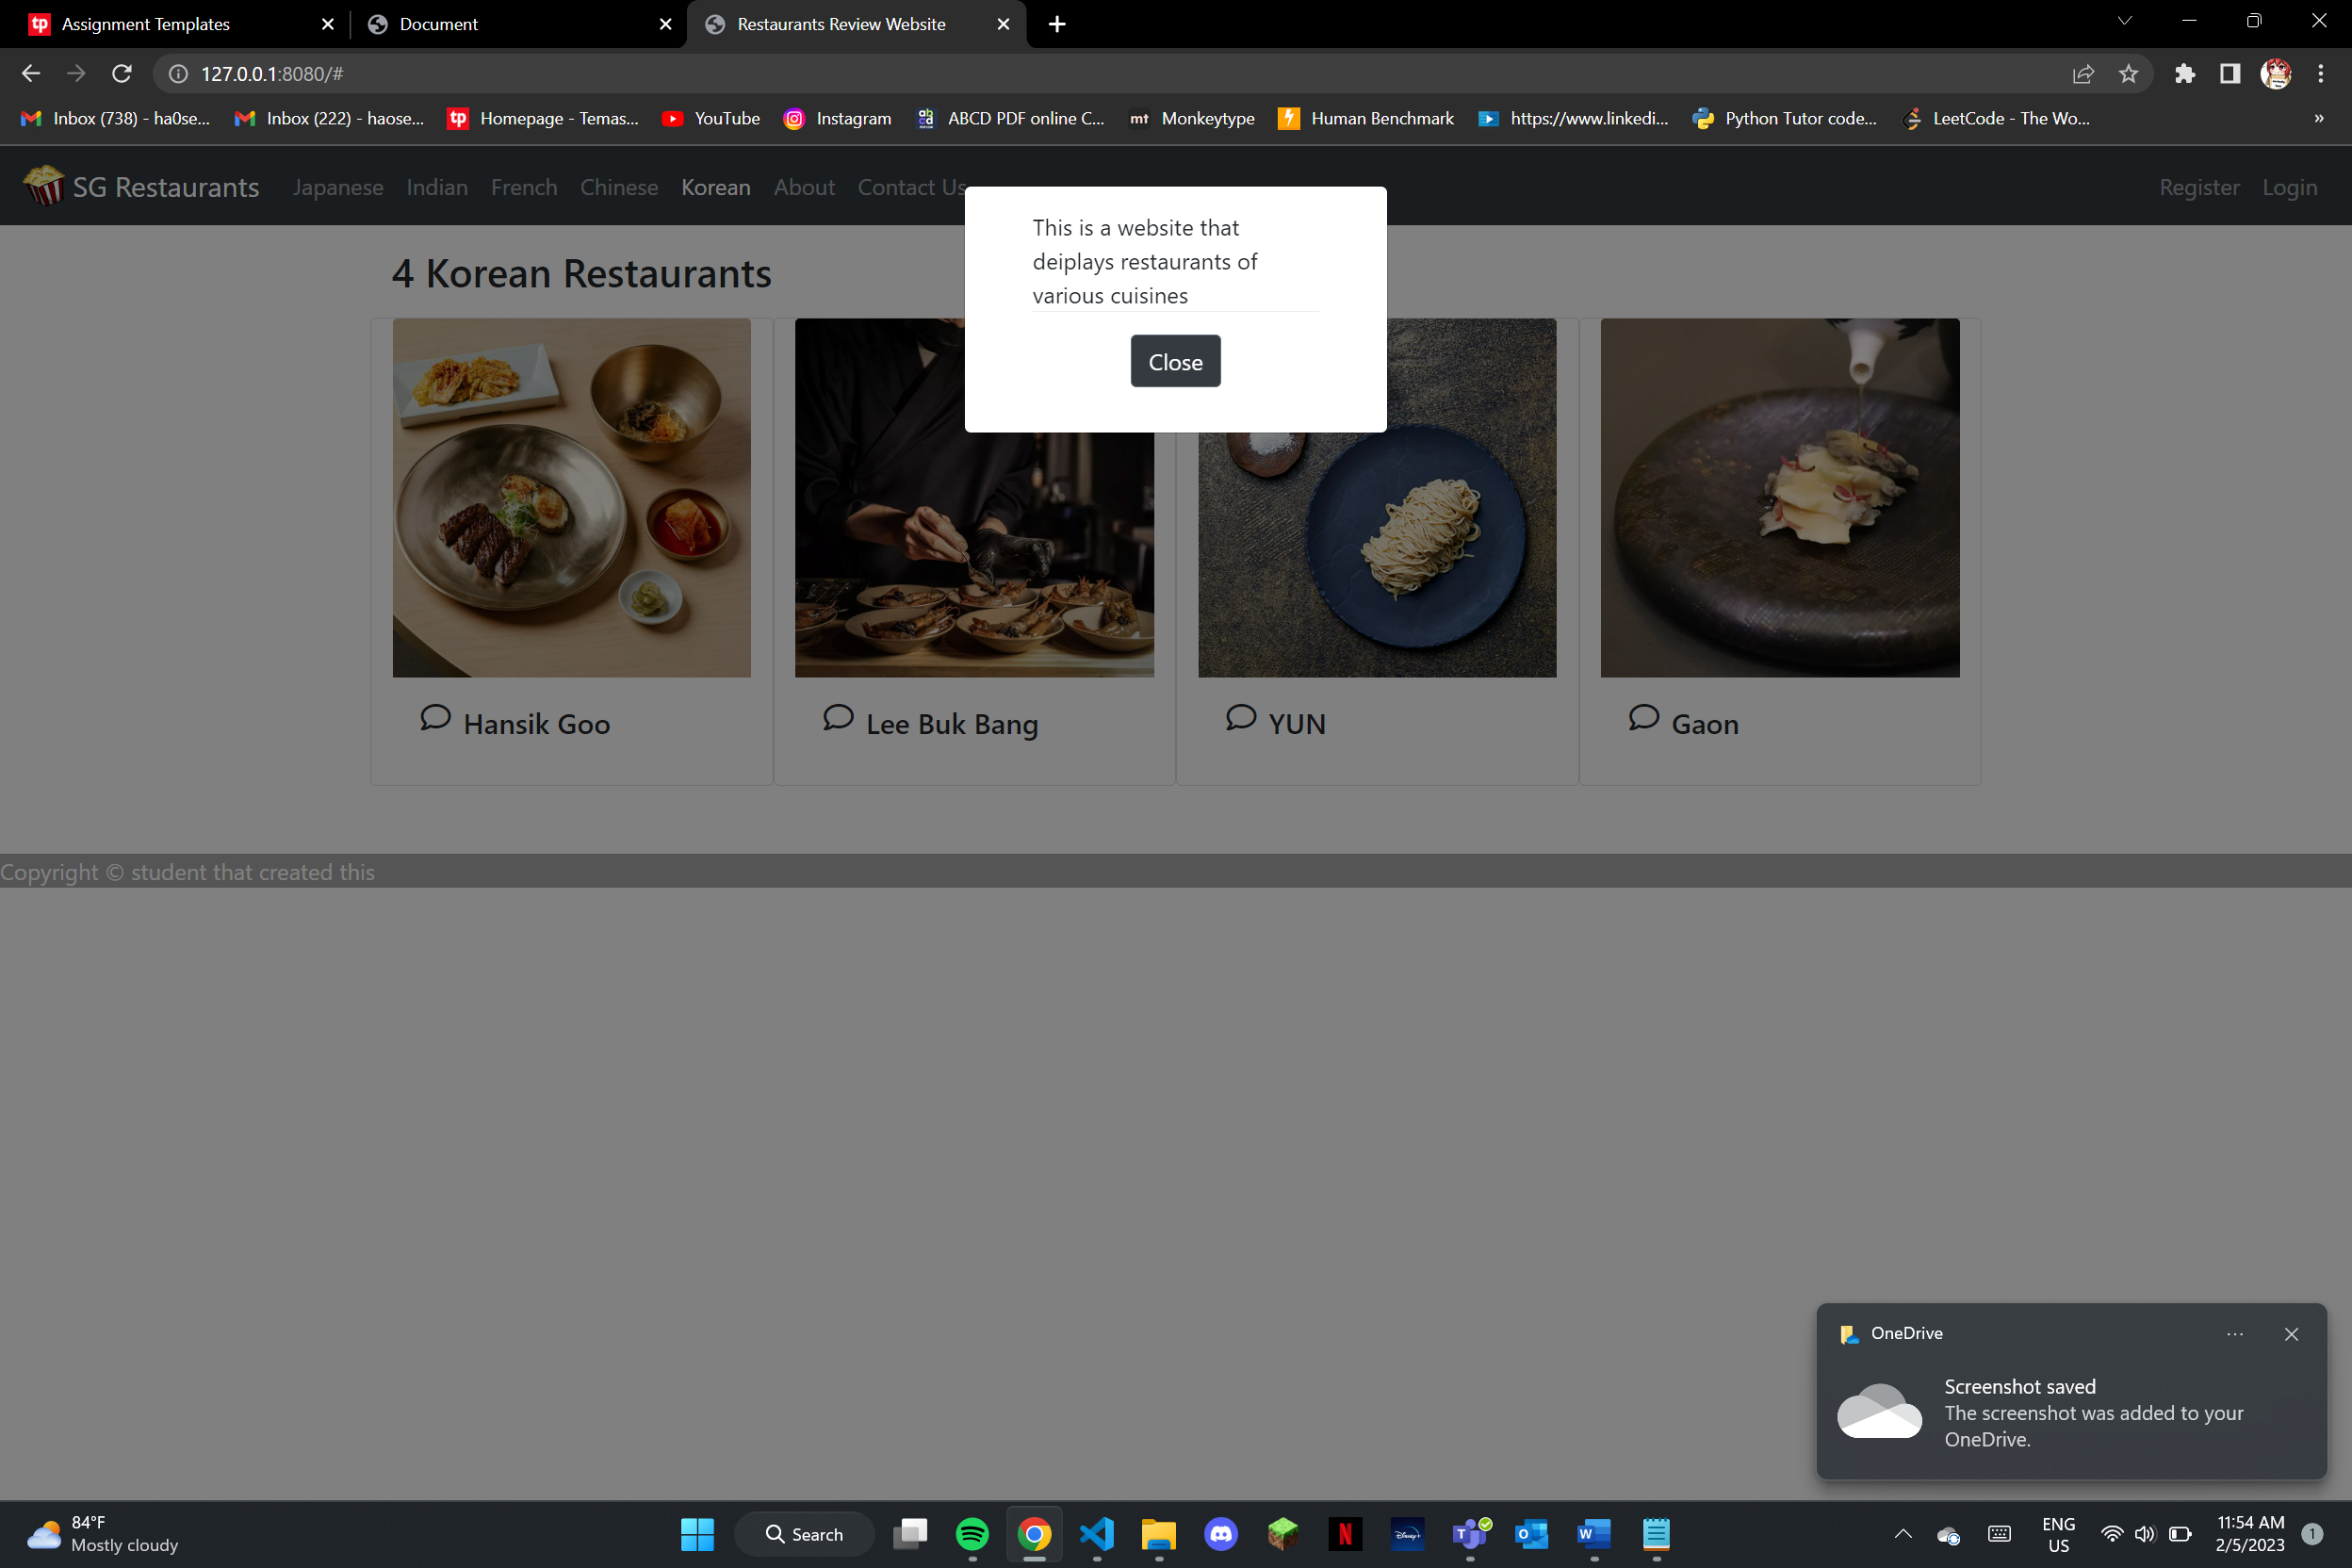 tp Assignment Templates
Document
Restaurants Review Website
127.0.0.1:8080/#
Inbox (738) - ha0se...
Inbox (222) - haose...
tp Homepage - Temas...
YouTube
Instagram
ABCD PDF online C...
mt Monkeytype
Human Benchmark
https://www.linkedi...
Python Tutor code...
LeetCode - The Wo...
»
SG Restaurants
Japanese
Indian
French
Chinese
Korean
About
Contact Us
Register
Login
This is a website that
deiplays restaurants of
various cuisines
Close
4 Korean Restaurants
Hansik Goo
Lee Buk Bang
YUN
Gaon
Copyright © student that created this
OneDrive
Screenshot saved
The screenshot was added to your
OneDrive.
84°F
Mostly cloudy
Search
N
Disney+
T
O
W
ENG
US
11:54 AM
2/5/2023
1